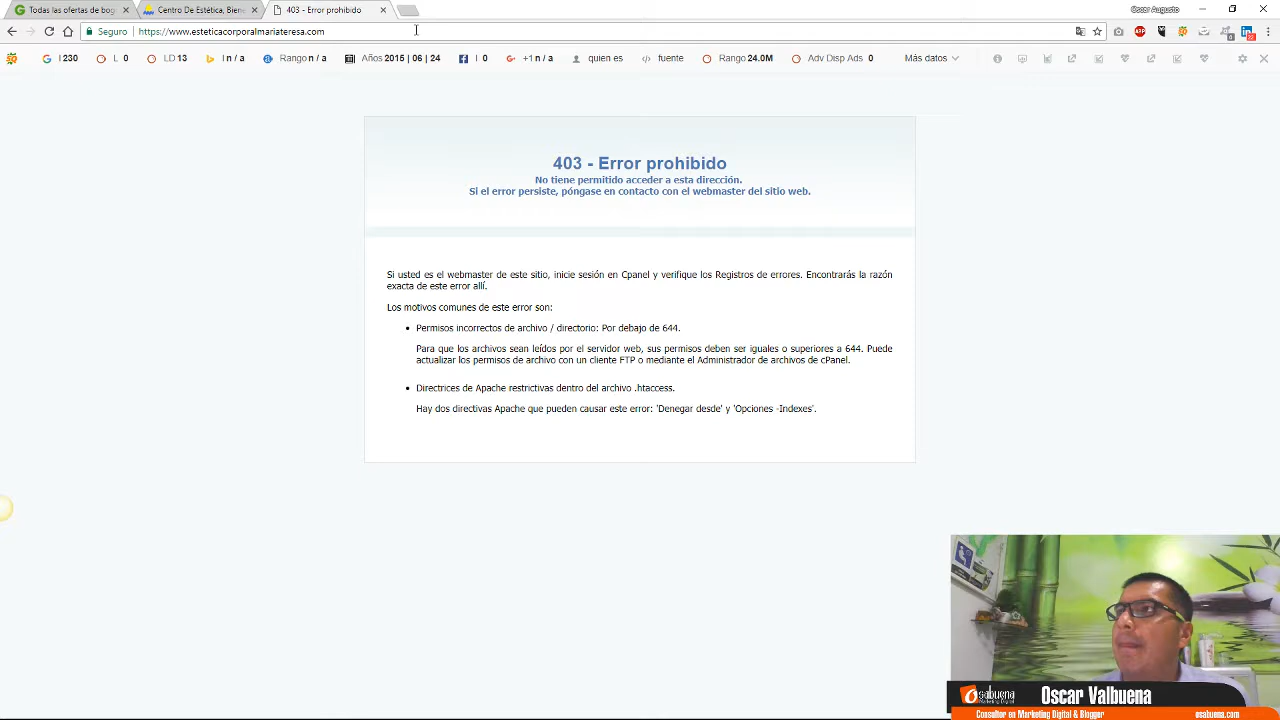 Todas las ofertas de bog
Centro De Estética, Biene
403 - Error prohibido
Oscar Augusto
Seguro
https://www.esteticacorporalmariateresa.com
I 230
L 0
LD 13
I n / a
Rango n / a
Años 2015 | 06 | 24
I 0
+1 n / a
quien es
fuente
Rango 24.0M
Adv Disp Ads 0
Más datos
403 - Error prohibido
No tiene permitido acceder a esta dirección.
Si el error persiste, póngase en contacto con el webmaster del sitio web.
Si usted es el webmaster de este sitio, inicie sesión en Cpanel y verifique los Registros de errores. Encontrarás la razón
exacta de este error allí.
Los motivos comunes de este error son:
• Permisos incorrectos de archivo / directorio: Por debajo de 644.
Para que los archivos sean leídos por el servidor web, sus permisos deben ser iguales o superiores a 644. Puede
actualizar los permisos de archivo con un cliente FTP o mediante el Administrador de archivos de cPanel.
• Directrices de Apache restrictivas dentro del archivo .htaccess.
Hay dos directivas Apache que pueden causar este error: 'Denegar desde' y 'Opciones -Indexes'.
osabuena
Marketing Digital
Oscar Valbuena
Consultor en Marketing Digital & Blogger
osabuena.com